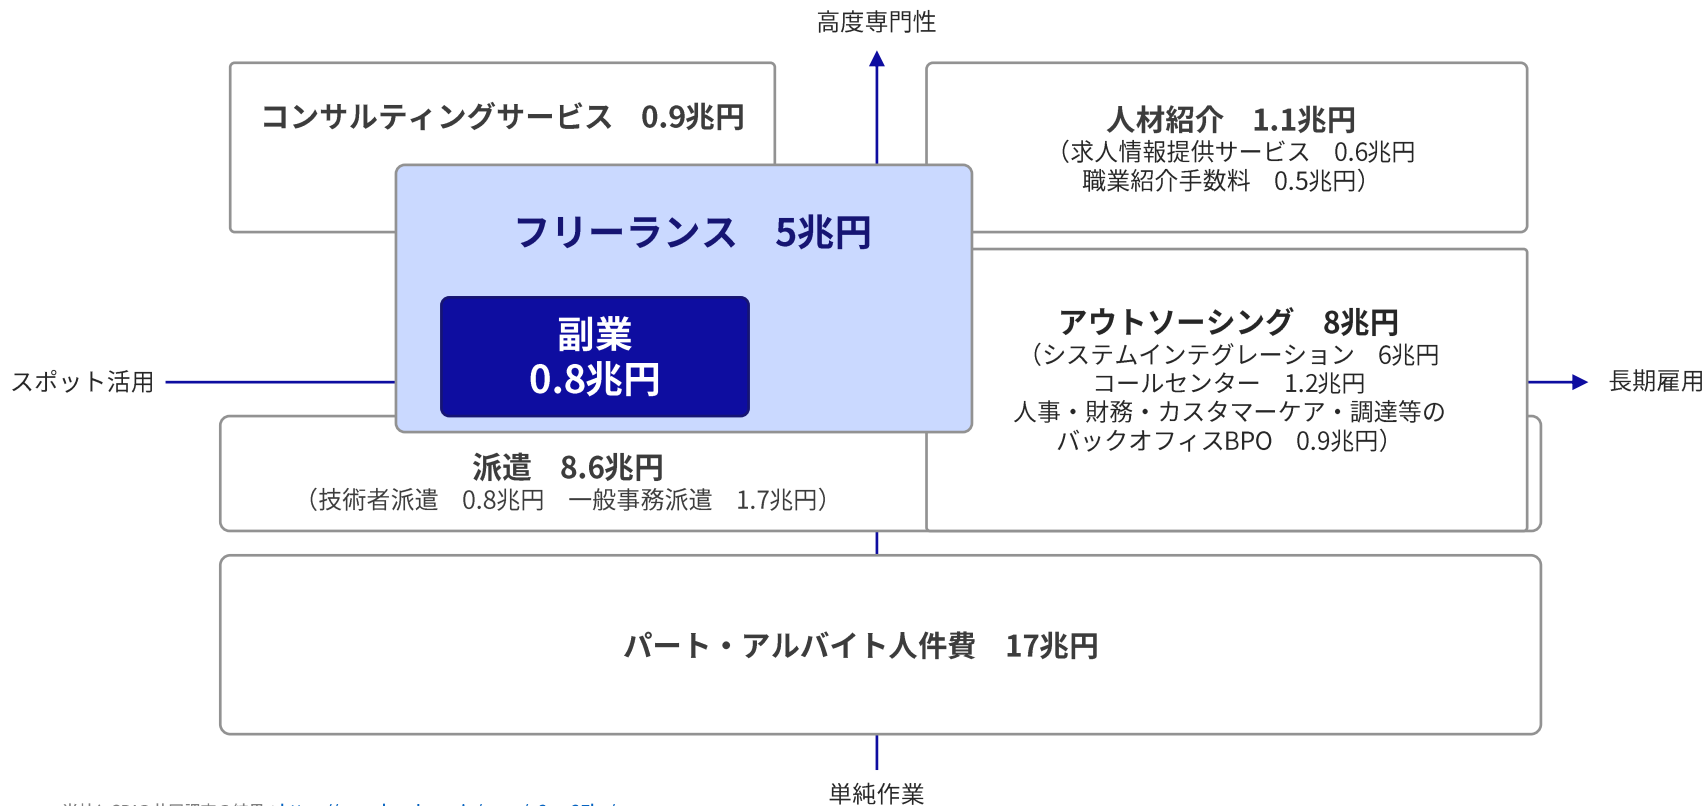 高度専門性
コンサルティングサービス　0.9兆円
人材紹介　1.1兆円
（求人情報提供サービス　0.6兆円
職業紹介手数料　0.5兆円）
フリーランス　5兆円
副業
0.8兆円
アウトソーシング　8兆円
（システムインテグレーション　6兆円
コールセンター　1.2兆円
人事・財務・カスタマーケア・調達等の
バックオフィスBPO　0.9兆円）
スポット活用
長期雇用
派遣　8.6兆円
（技術者派遣　0.8兆円　一般事務派遣　1.7兆円）
パート・アルバイト人件費　17兆円
単純作業